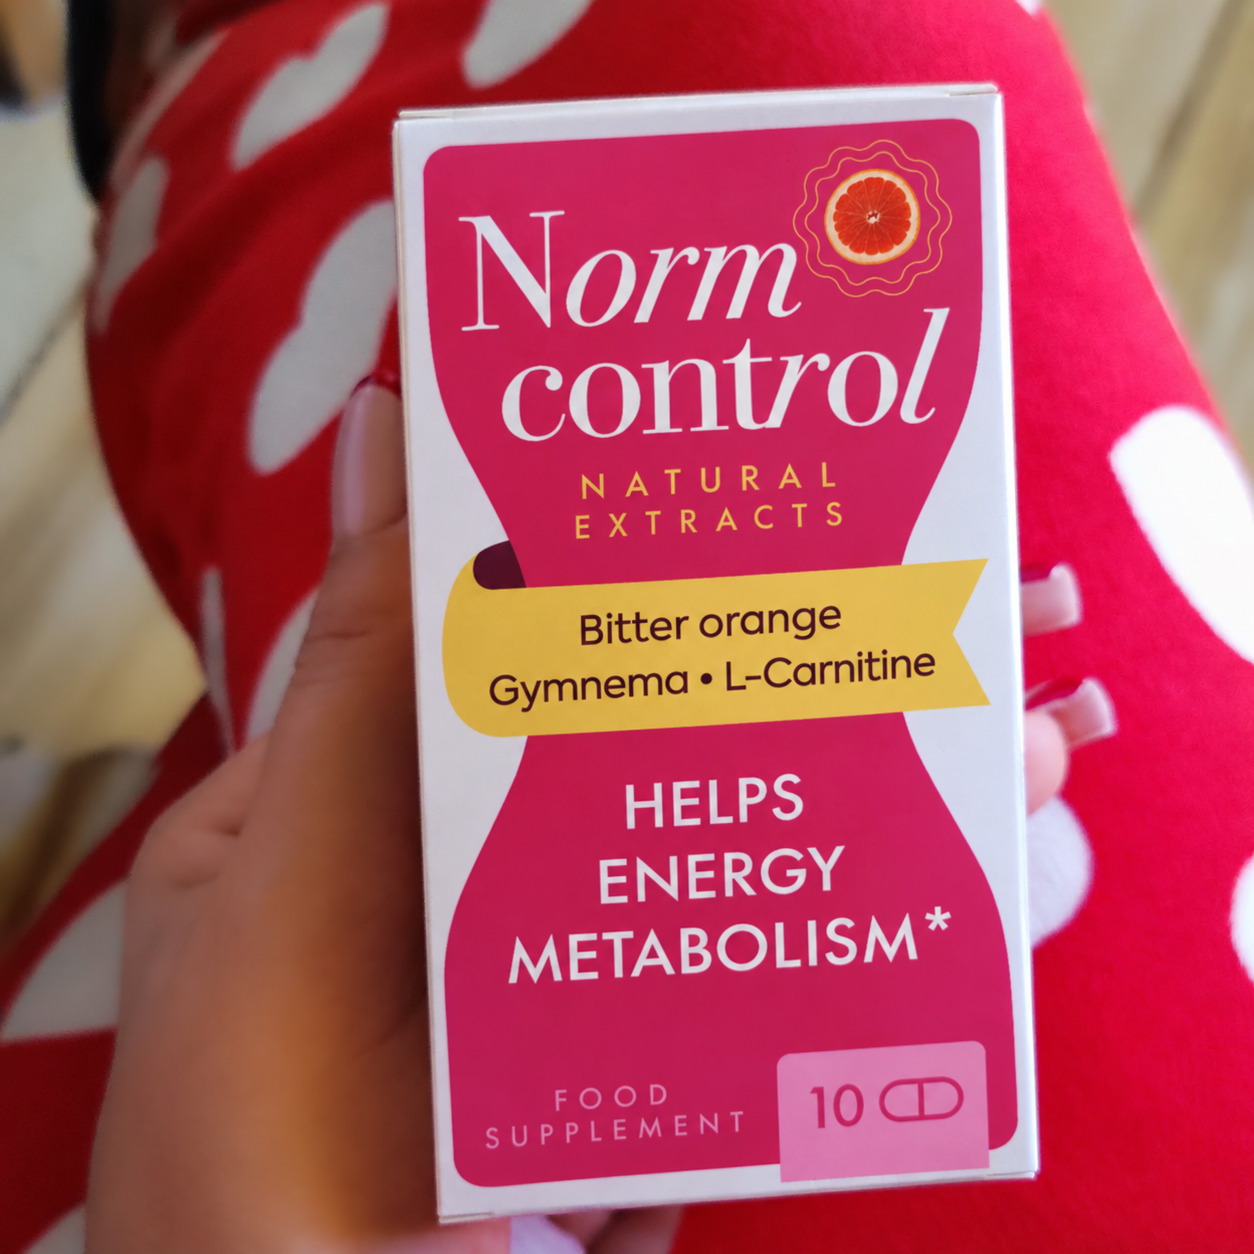 Norm
control
NATURAL
EXTRACTS
Bitter orange
Gymnema • L-Carnitine
HELPS
ENERGY
METABOLISM*
FOOD
SUPPLEMENT
10